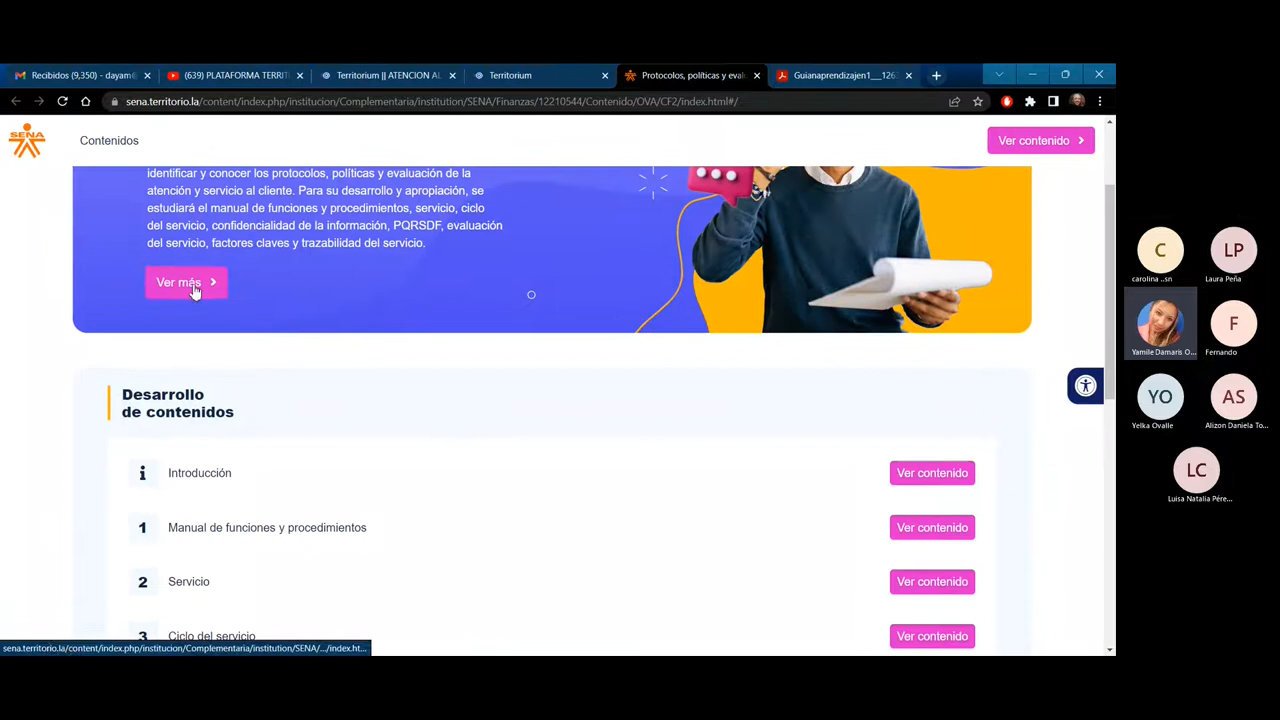 Recibidos (9,350) - dayam@
(639) PLATAFORMA TERRIT
Territorium || ATENCION AL
Territorium
Protocolos, políticas y eval
Guianaprendizajen1___126
sena.territorio.la/content/index.php/institucion/Complementaria/institution/SENA/Finanzas/12210544/Contenido/OVA/CF2/index.html#/
SENA
Contenidos
Ver contenido
identificar y conocer los protocolos, políticas y evaluación de la
atención y servicio al cliente. Para su desarrollo y apropiación, se
estudiará el manual de funciones y procedimientos, servicio, ciclo
del servicio, confidencialidad de la información, PQRSDF, evaluación
del servicio, factores claves y trazabilidad del servicio.
Ver más
Desarrollo
de contenidos
i Introducción Ver contenido
1 Manual de funciones y procedimientos Ver contenido
2 Servicio Ver contenido
3 Ciclo del servicio Ver contenido
sena.territorio.la/content/index.php/institucion/Complementaria/institution/SENA/.../index.ht...
C
carolina ..sn
LP
Laura Peña
Yamile Damaris O...
F
Fernando
YO
Yelka Ovalle
AS
Alizon Daniela To...
LC
Luisa Natalia Pére...